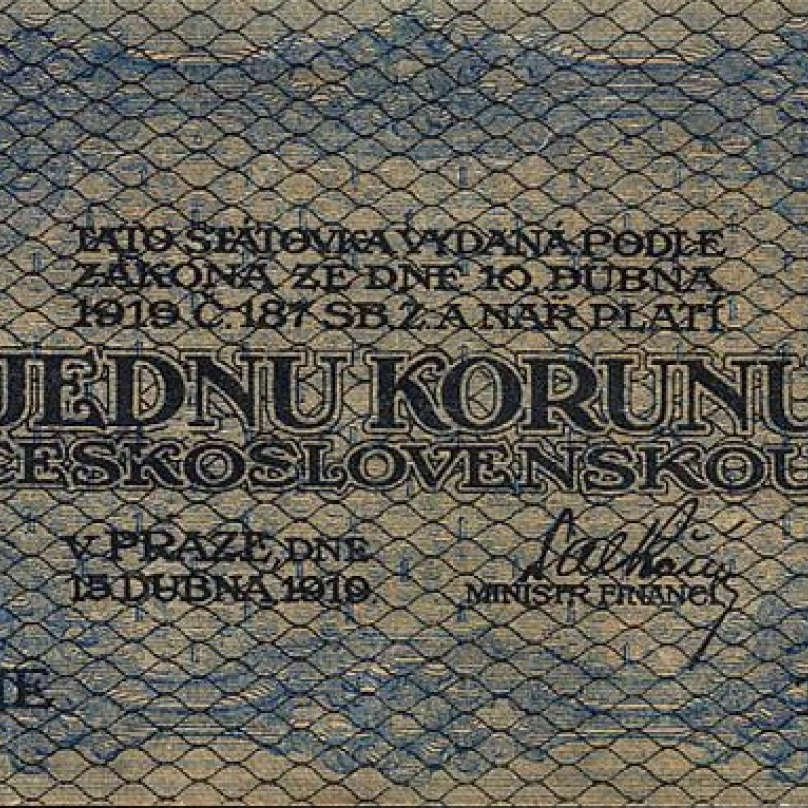 TATO STÁTOVKA VYDANÁ PODLE
ZÁKONA ZE DNE 10. DUBNA
1919 Č. 187 SB. Z. A NAŘ. PLATÍ
JEDNU KORUNU
ČESKOSLOVENSKOU
V PRAZE, DNE
15. DUBNA 1919.
MINISTR FINANCÍ